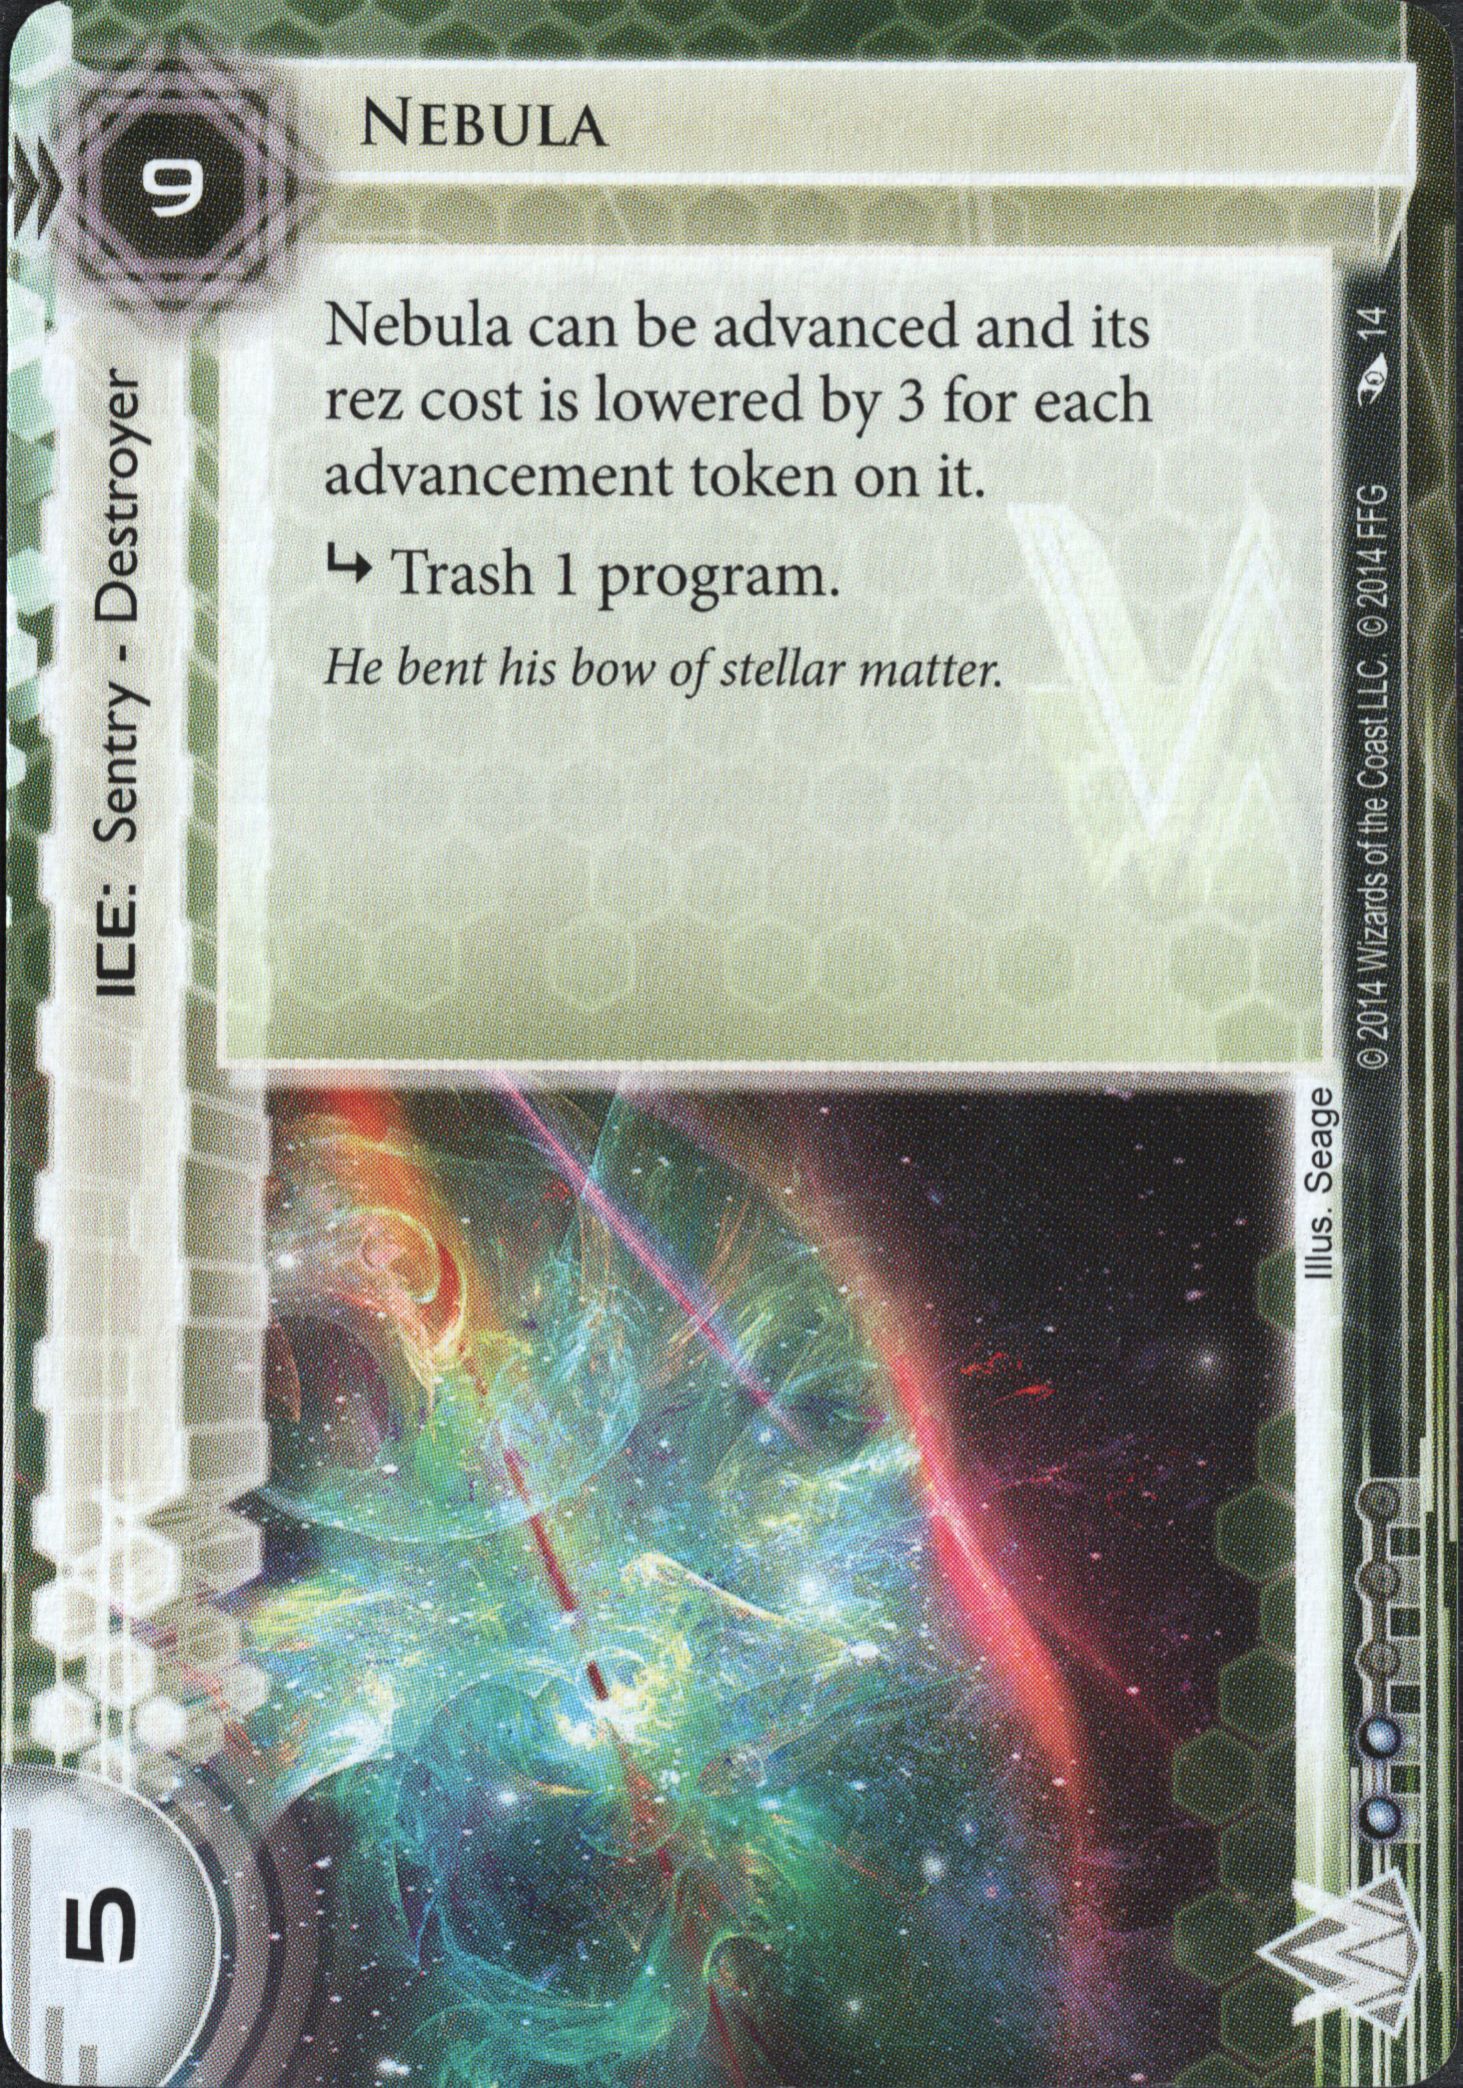 9
NEBULA
ICE: Sentry - Destroyer
Nebula can be advanced and its
rez cost is lowered by 3 for each
advancement token on it.
↳ Trash 1 program.
He bent his bow of stellar matter.
5
Illus. Seage
© 2014 Wizards of the Coast LLC. © 2014 FFG 14